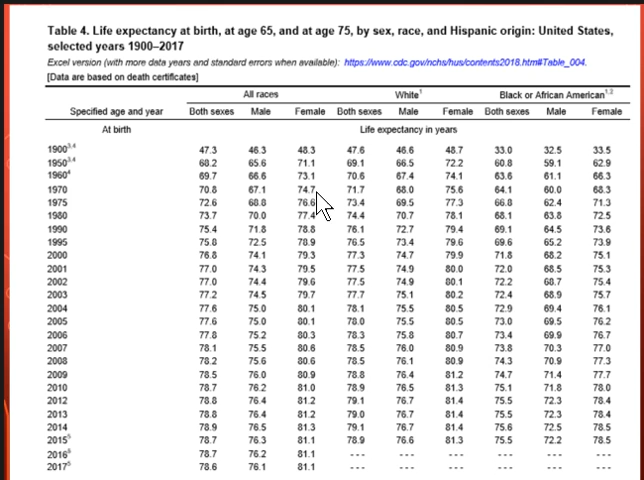 Table 4. Life expectancy at birth, at age 65, and at age 75, by sex, race, and Hispanic origin: United States,
selected years 1900–2017
Excel version (with more data years and standard errors when available): https://www.cdc.gov/nchs/hus/contents2018.htm#Table_004.
[Data are based on death certificates]
All races White1 Black or African American1,2
Specified age and year Both sexes Male Female Both sexes Male Female Both sexes Male Female
At birth Life expectancy in years
19003,4 47.3 46.3 48.3 47.6 46.6 48.7 33.0 32.5 33.5
19503,4 68.2 65.6 71.1 69.1 66.5 72.2 60.8 59.1 62.9
19604 69.7 66.6 73.1 70.6 67.4 74.1 63.6 61.1 66.3
1970 70.8 67.1 74.7 71.7 68.0 75.6 64.1 60.0 68.3
1975 72.6 68.8 76.6 73.4 69.5 77.3 66.8 62.4 71.3
1980 73.7 70.0 77.4 74.4 70.7 78.1 68.1 63.8 72.5
1990 75.4 71.8 78.8 76.1 72.7 79.4 69.1 64.5 73.6
1995 75.8 72.5 78.9 76.5 73.4 79.6 69.6 65.2 73.9
2000 76.8 74.1 79.3 77.3 74.7 79.9 71.8 68.2 75.1
2001 77.0 74.3 79.5 77.5 74.9 80.0 72.0 68.5 75.3
2002 77.0 74.4 79.6 77.5 74.9 80.1 72.2 68.7 75.4
2003 77.2 74.5 79.7 77.7 75.1 80.2 72.4 68.9 75.7
2004 77.6 75.0 80.1 78.1 75.5 80.5 72.9 69.4 76.1
2005 77.6 75.0 80.1 78.0 75.5 80.5 73.0 69.5 76.2
2006 77.8 75.2 80.3 78.3 75.8 80.7 73.4 69.9 76.7
2007 78.1 75.5 80.6 78.5 76.0 80.9 73.8 70.3 77.0
2008 78.2 75.6 80.6 78.5 76.1 80.9 74.3 70.9 77.3
2009 78.5 76.0 80.9 78.8 76.4 81.2 74.7 71.4 77.7
2010 78.7 76.2 81.0 78.9 76.5 81.3 75.1 71.8 78.0
2012 78.8 76.4 81.2 79.1 76.7 81.4 75.5 72.3 78.4
2013 78.8 76.4 81.2 79.0 76.7 81.4 75.5 72.3 78.4
2014 78.9 76.5 81.3 79.1 76.7 81.4 75.6 72.5 78.5
20155 78.7 76.3 81.1 78.9 76.6 81.3 75.5 72.2 78.5
20165 78.7 76.2 81.1 - - - - - - - - - - - - - - - - - -
20175 78.6 76.1 81.1 - - - - - - - - - - - - - - - - - -